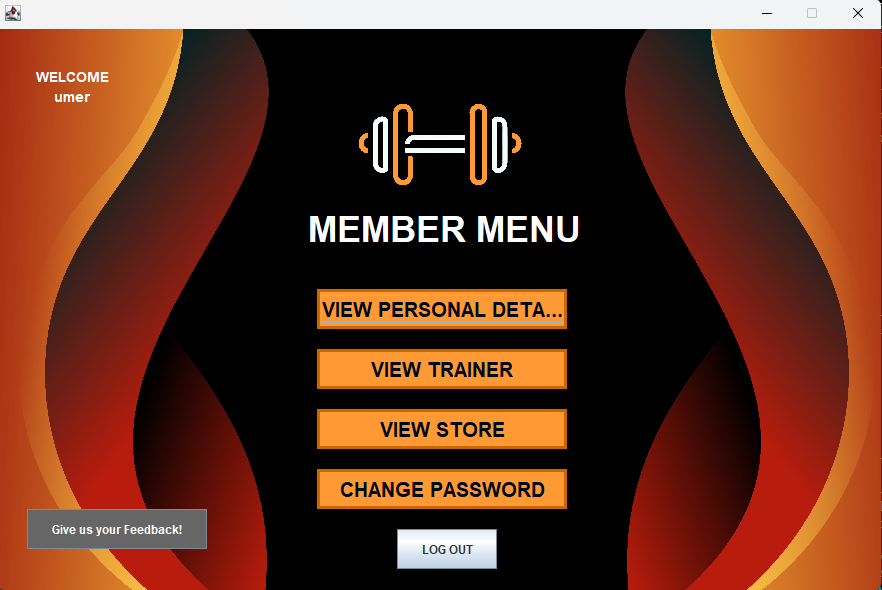 WELCOME
umer
MEMBER MENU
VIEW PERSONAL DETA...
VIEW TRAINER
VIEW STORE
CHANGE PASSWORD
Give us your Feedback!
LOG OUT